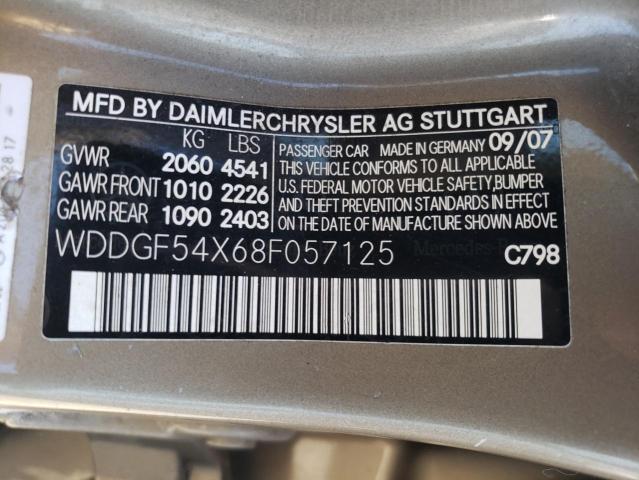 MFD BY DAIMLERCHRYSLER AG STUTTGART
KG LBS
GVWR 2060 4541
GAWR FRONT 1010 2226
GAWR REAR 1090 2403
PASSENGER CAR MADE IN GERMANY 09/07
THIS VEHICLE CONFORMS TO ALL APPLICABLE
U.S. FEDERAL MOTOR VEHICLE SAFETY, BUMPER
AND THEFT PREVENTION STANDARDS IN EFFECT
ON THE DATE OF MANUFACTURE SHOWN ABOVE.
WDDGF54X68F057125
C798